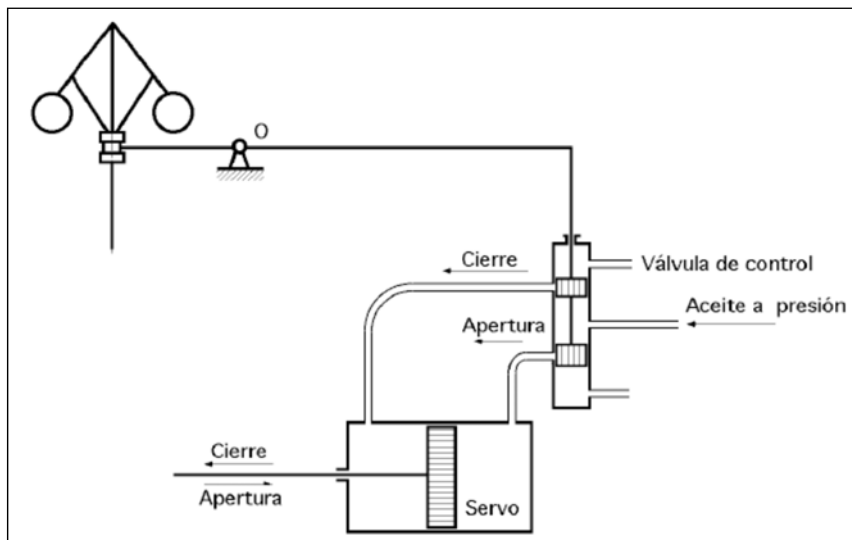 O
Cierre
Válvula de control
Aceite a presión
Apertura
Cierre
Apertura
Servo